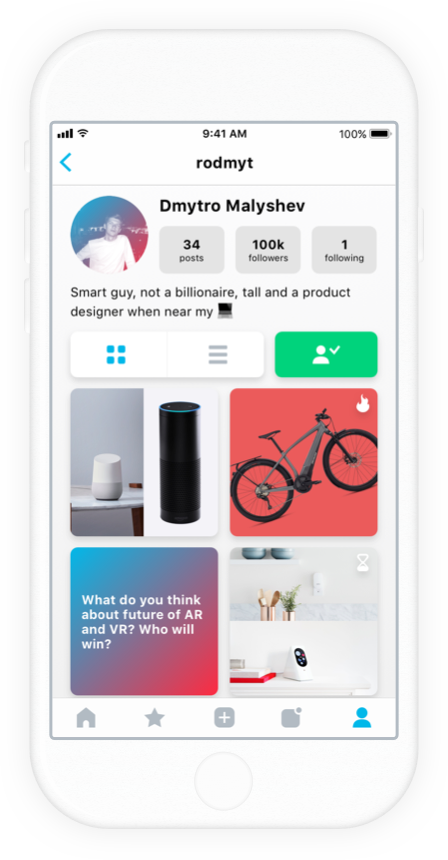 9:41 AM
100%
rodmyt
Dmytro Malyshev
34
posts
100k
followers
1
following
Smart guy, not a billionaire, tall and a product
designer when near my 💻
What do you think
about future of AR
and VR? Who will
win?